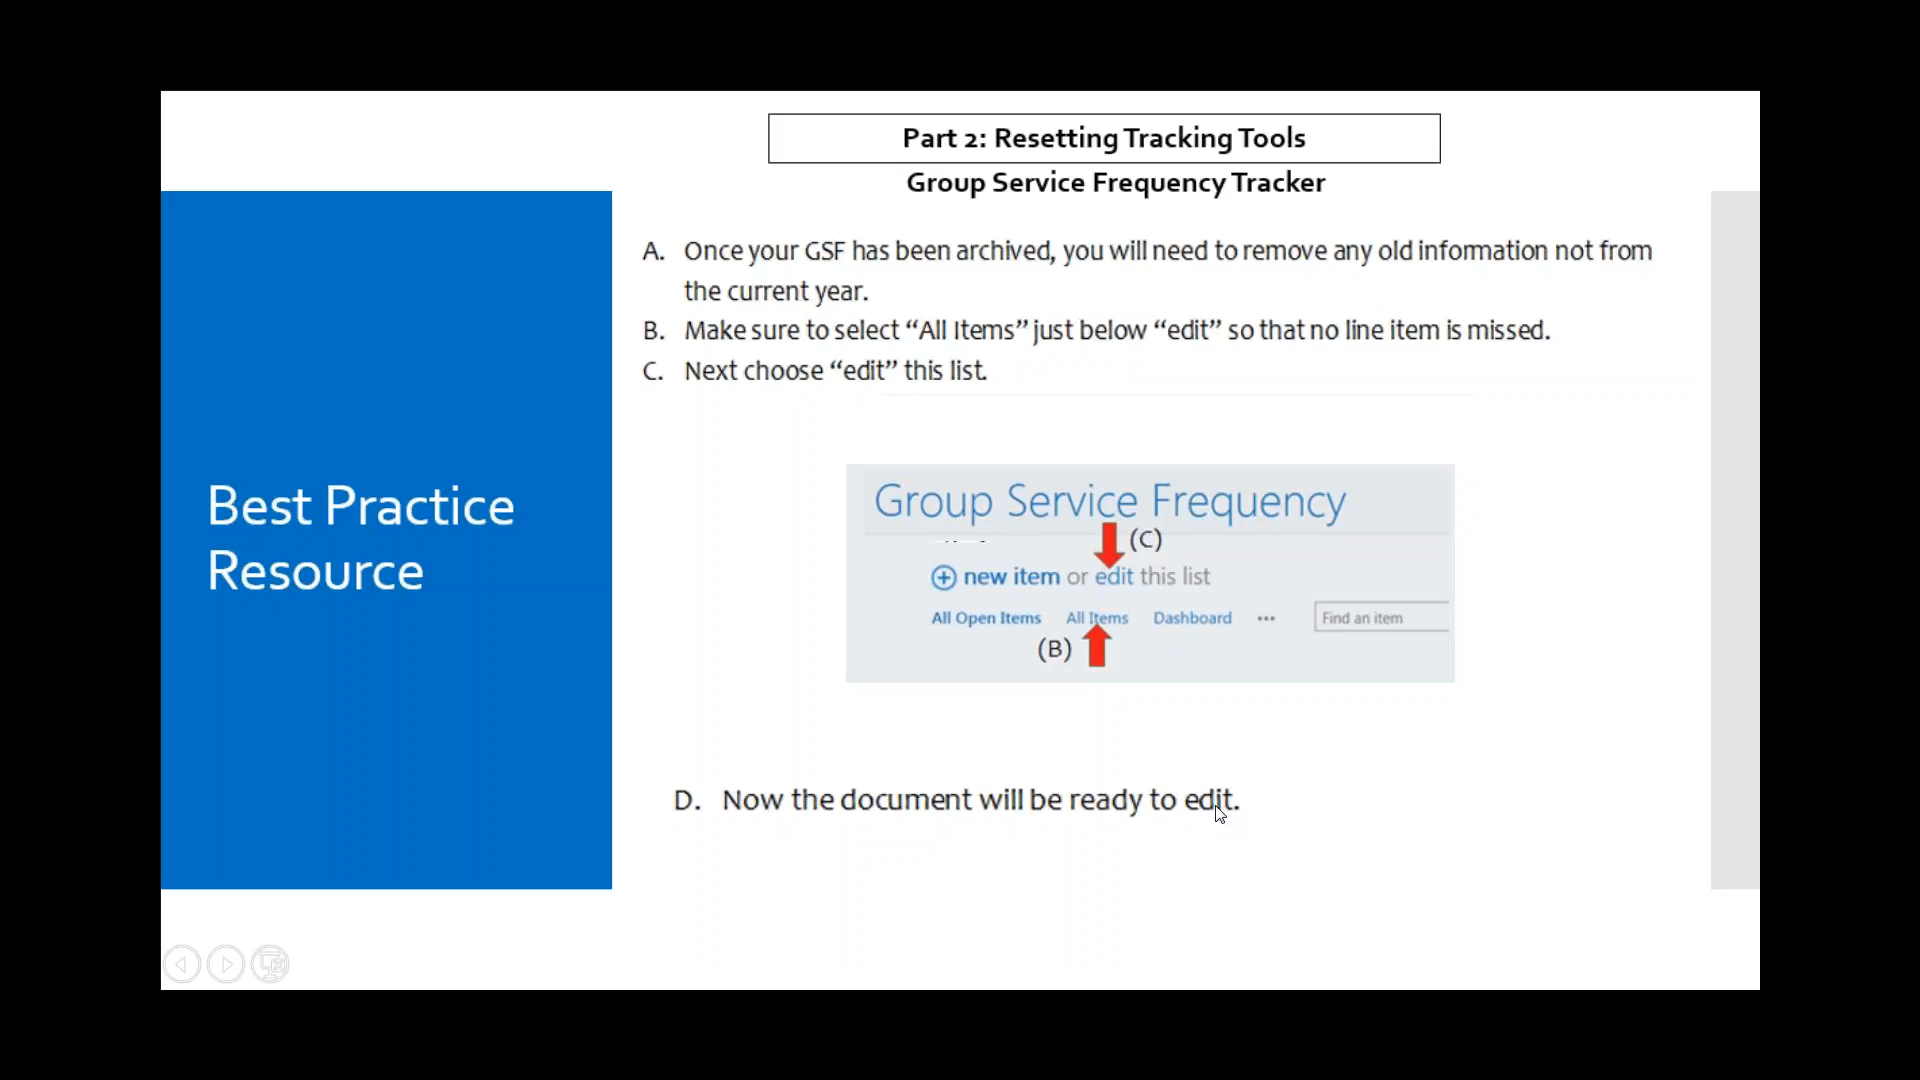 Part 2: Resetting Tracking Tools
Group Service Frequency Tracker
A. Once your GSF has been archived, you will need to remove any old information not from
the current year.
B. Make sure to select “All Items” just below “edit” so that no line item is missed.
C. Next choose “edit” this list.
Best Practice
Resource
Group Service Frequency
(C)
new item or edit this list
All Open Items All Items Dashboard ... Find an item
(B)
D. Now the document will be ready to edit.